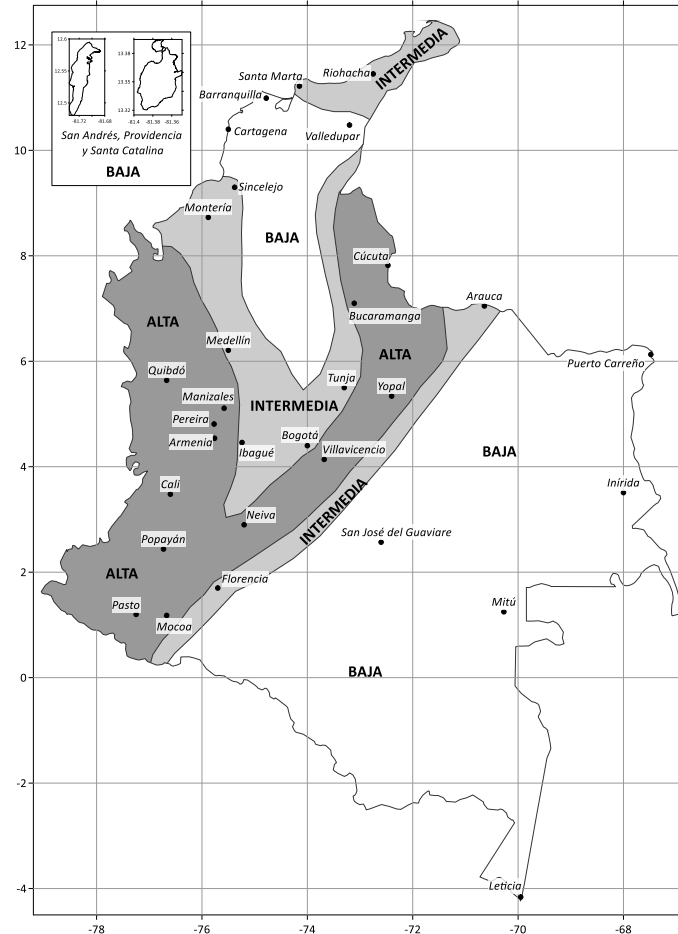 12
10
8
6
4
2
0
-2
-4
-78
-76
-74
-72
-70
-68
12.6
12.55
12.5
-81.72
-81.68
13.38
13.55
13.32
-81.4
-81.38
-81.36
San Andrés, Providencia
y Santa Catalina
BAJA
INTERMEDIA
Riohacha
Santa Marta
Barranquilla
Cartagena
Valledupar
Sincelejo
Montería
BAJA
Cúcuta
Arauca
Bucaramanga
ALTA
Medellín
ALTA
Puerto Carreño
Quibdó
Tunja
Yopal
Manizales
INTERMEDIA
Pereira
Armenia
Bogotá
Ibagué
Villavicencio
BAJA
Cali
Inírida
INTERMEDIA
Neiva
San José del Guaviare
Popayán
ALTA
Florencia
Pasto
Mitú
Mocoa
BAJA
Leticia